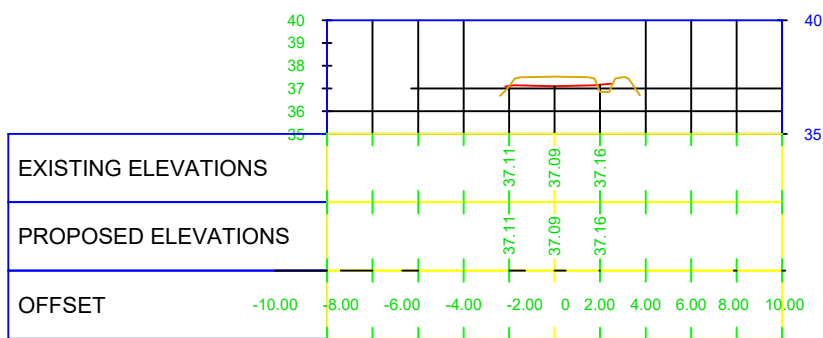 40 40
39
38
37
36
35 35
EXISTING ELEVATIONS 37.11 37.09 37.16
PROPOSED ELEVATIONS 37.11 37.09 37.16
OFFSET -10.00 -8.00 -6.00 -4.00 -2.00 0 2.00 4.00 6.00 8.00 10.00